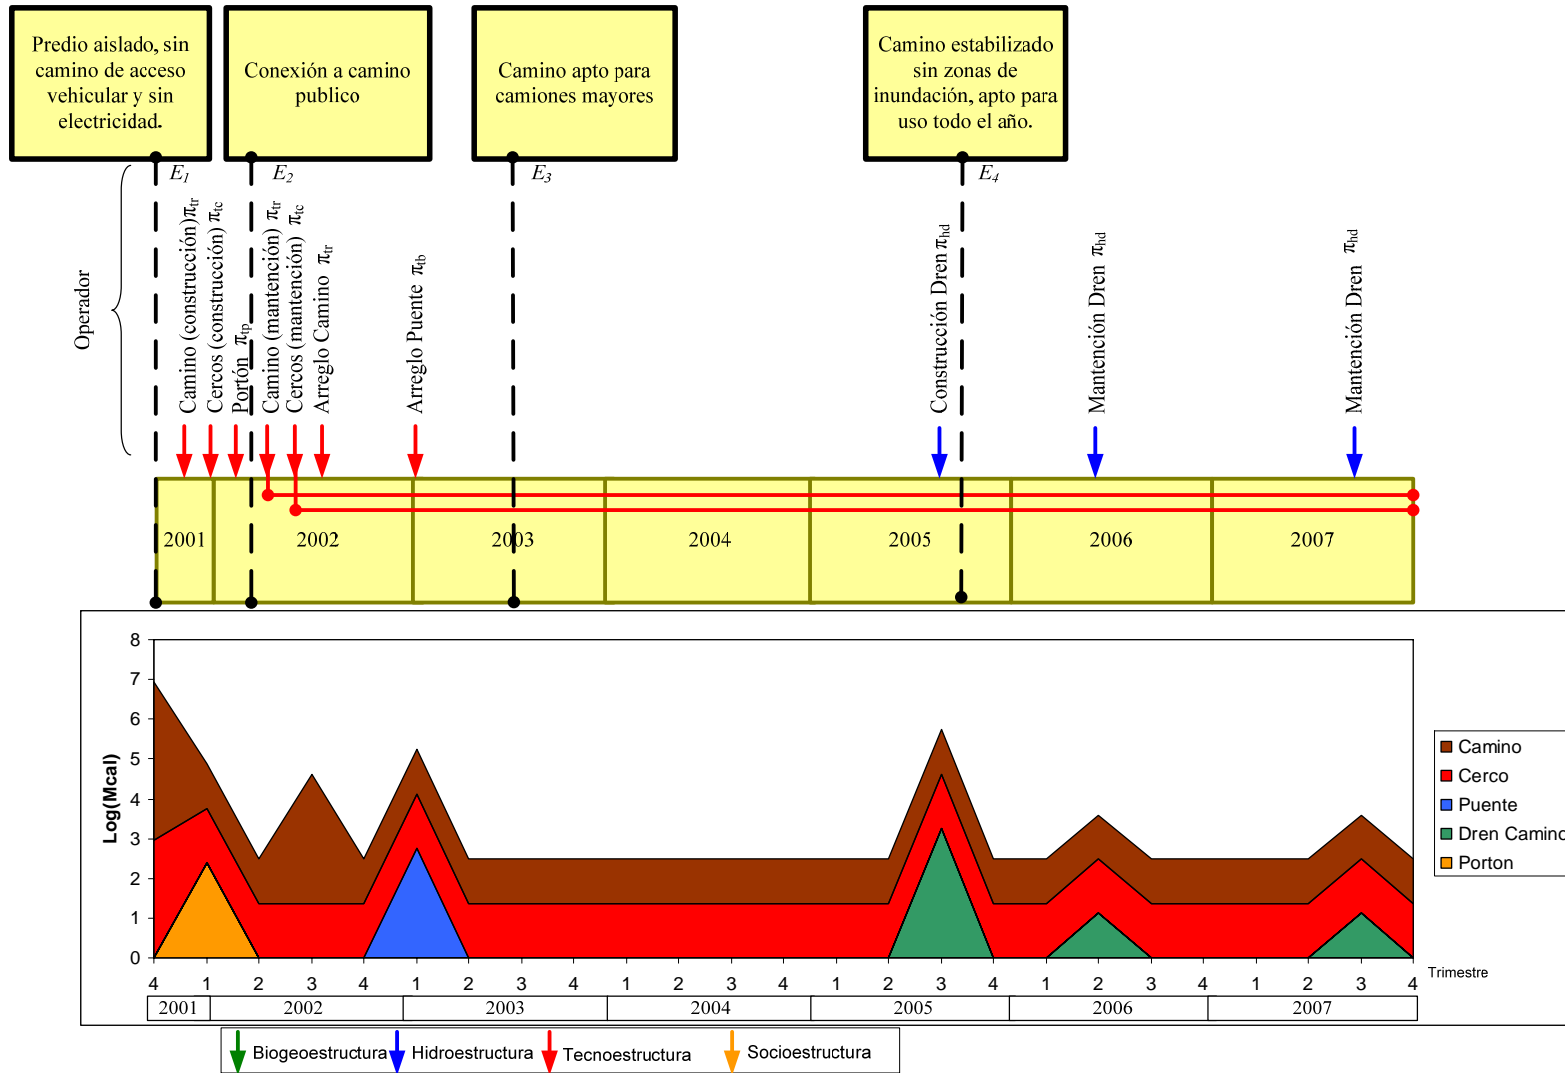 Predio aislado, sin
camino de acceso
vehicular y sin
electricidad.
Conexión a camino
publico
Camino apto para
camiones mayores
Camino estabilizado
sin zonas de
inundación, apto para
uso todo el año.
E1
E2
E3
E4
Operador
Camino (construcción)πtr
Cercos (construcción) πtc
Portón πtp
Camino (mantención) πtr
Cercos (mantención) πtc
Arreglo Camino πtr
Arreglo Puente πtb
Construcción Dren πhd
Mantención Dren πhd
Mantención Dren πhd
2001 2002 2003 2004 2005 2006 2007
Log(Mcal)
8
7
6
5
4
3
2
1
0
4 1 2 3 4 1 2 3 4 1 2 3 4 1 2 3 4 1 2 3 4 1 2 3 4
Trimestre
2001 2002 2003 2004 2005 2006 2007
Camino
Cerco
Puente
Dren Camino
Porton
Biogeoestructura Hidroestructura Tecnoestructura Socioestructura